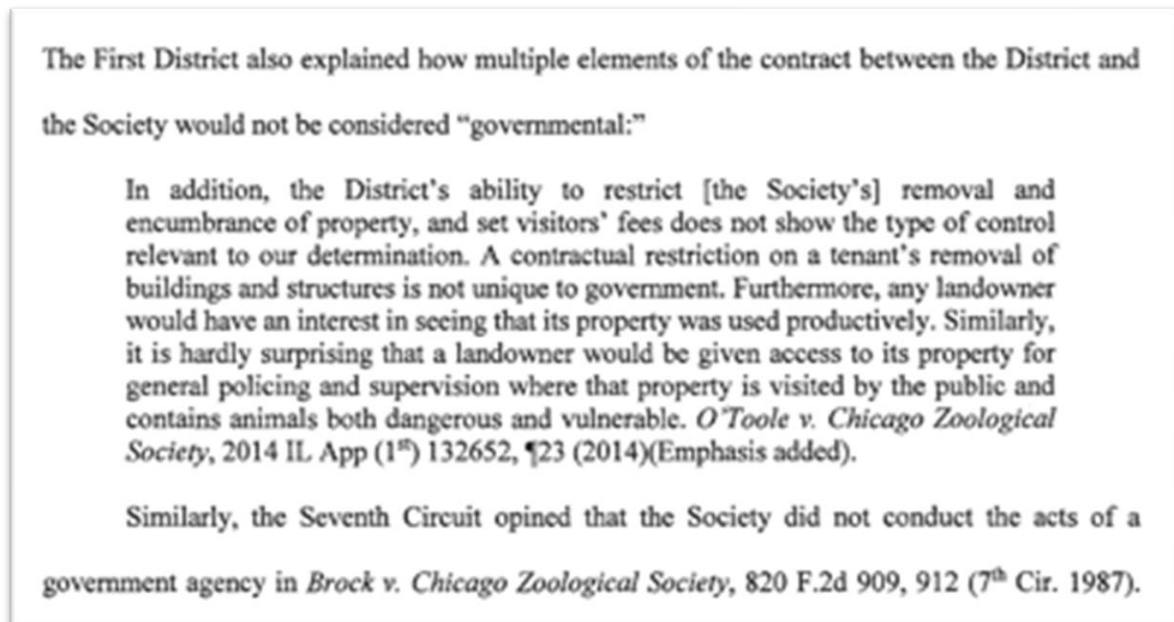 The First District also explained how multiple elements of the contract between the District and
the Society would not be considered “governmental:”
In addition, the District’s ability to restrict [the Society’s] removal and
encumbrance of property, and set visitors’ fees does not show the type of control
relevant to our determination. A contractual restriction on a tenant’s removal of
buildings and structures is not unique to government. Furthermore, any landowner
would have an interest in seeing that its property was used productively. Similarly,
it is hardly surprising that a landowner would be given access to its property for
general policing and supervision where that property is visited by the public and
contains animals both dangerous and vulnerable. O’Toole v. Chicago Zoological
Society, 2014 IL App (1st) 132652, ¶23 (2014)(Emphasis added).
Similarly, the Seventh Circuit opined that the Society did not conduct the acts of a
government agency in Brock v. Chicago Zoological Society, 820 F.2d 909, 912 (7th Cir. 1987).